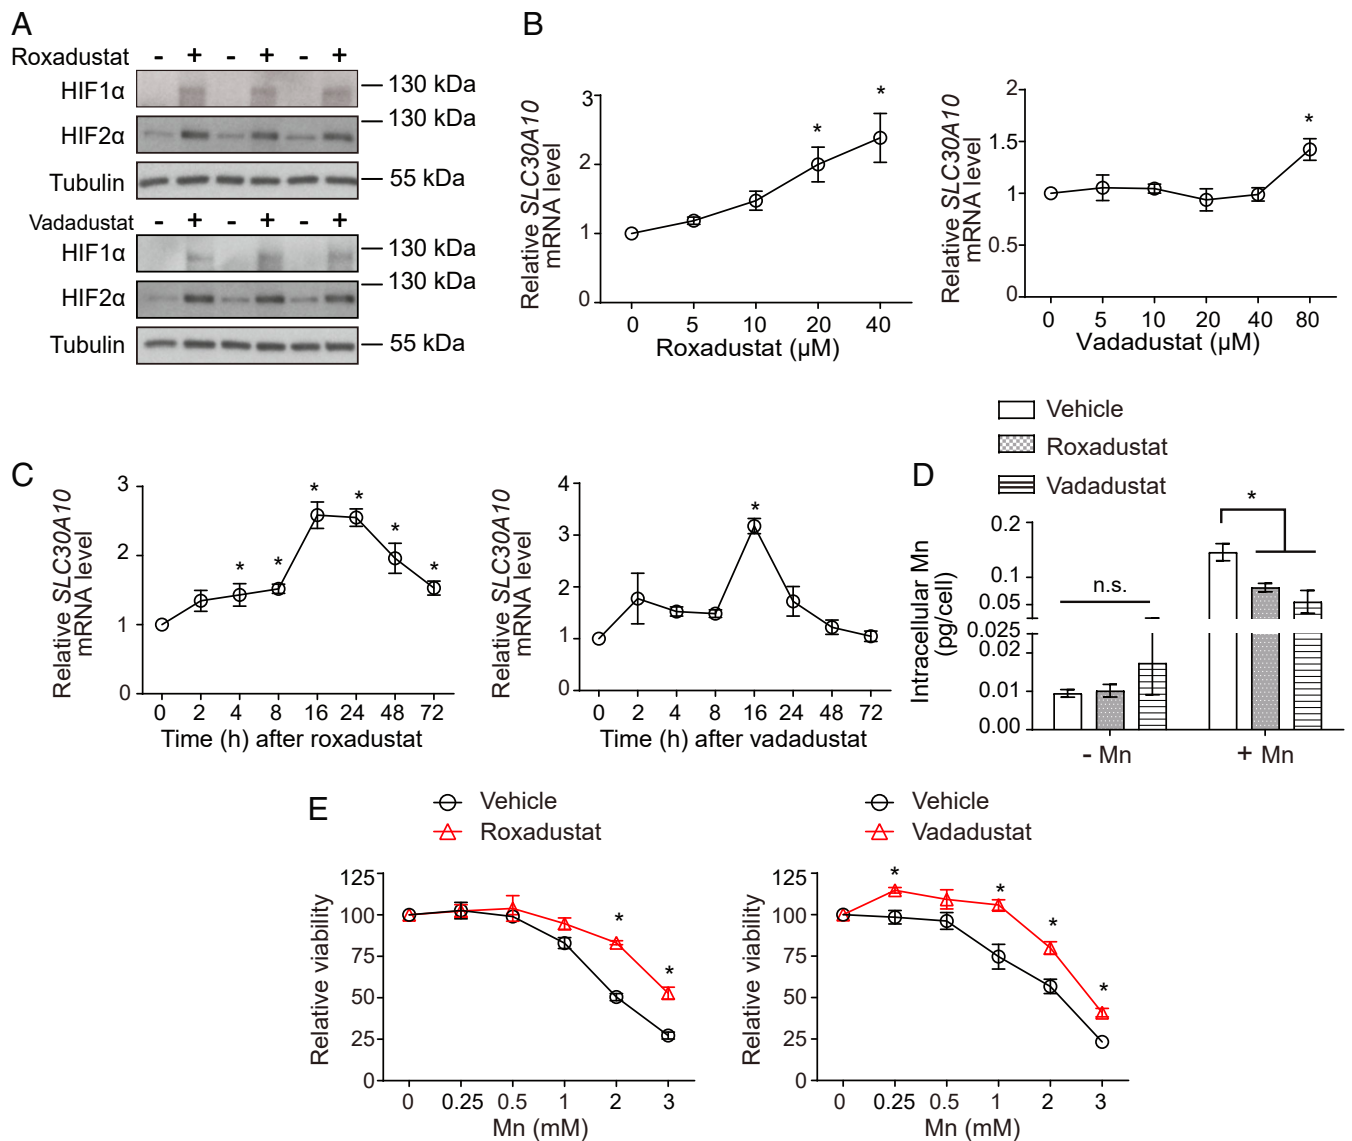 A
Roxadustat - + - + - +
HIF1α 130 kDa
HIF2α 130 kDa
Tubulin 55 kDa
Vadadustat - + - + - +
HIF1α 130 kDa
HIF2α 130 kDa
Tubulin 55 kDa
B
Relative SLC30A10
mRNA level
3
2
1
0
* *
0 5 10 20 40
Roxadustat (µM)
Relative SLC30A10
mRNA level
2
1.5
1
0.5
0
*
0 5 10 20 40 80
Vadadustat (µM)
C
Relative SLC30A10
mRNA level
3
2
1
0
* * * * * *
0 2 4 8 16 24 48 72
Time (h) after roxadustat
Relative SLC30A10
mRNA level
4
3
2
1
0
*
0 2 4 8 16 24 48 72
Time (h) after vadadustat
D
Vehicle
Roxadustat
Vadadustat
Intracellular Mn
(pg/cell)
0.2
0.1
0.05
0.025
0.02
0.01
0.00
n.s.
*
- Mn + Mn
E
Vehicle
Roxadustat
Relative viability
125
100
75
50
25
0
* *
0 0.25 0.5 1 2 3
Mn (mM)
Vehicle
Vadadustat
Relative viability
125
100
75
50
25
0
* * * *
0 0.25 0.5 1 2 3
Mn (mM)